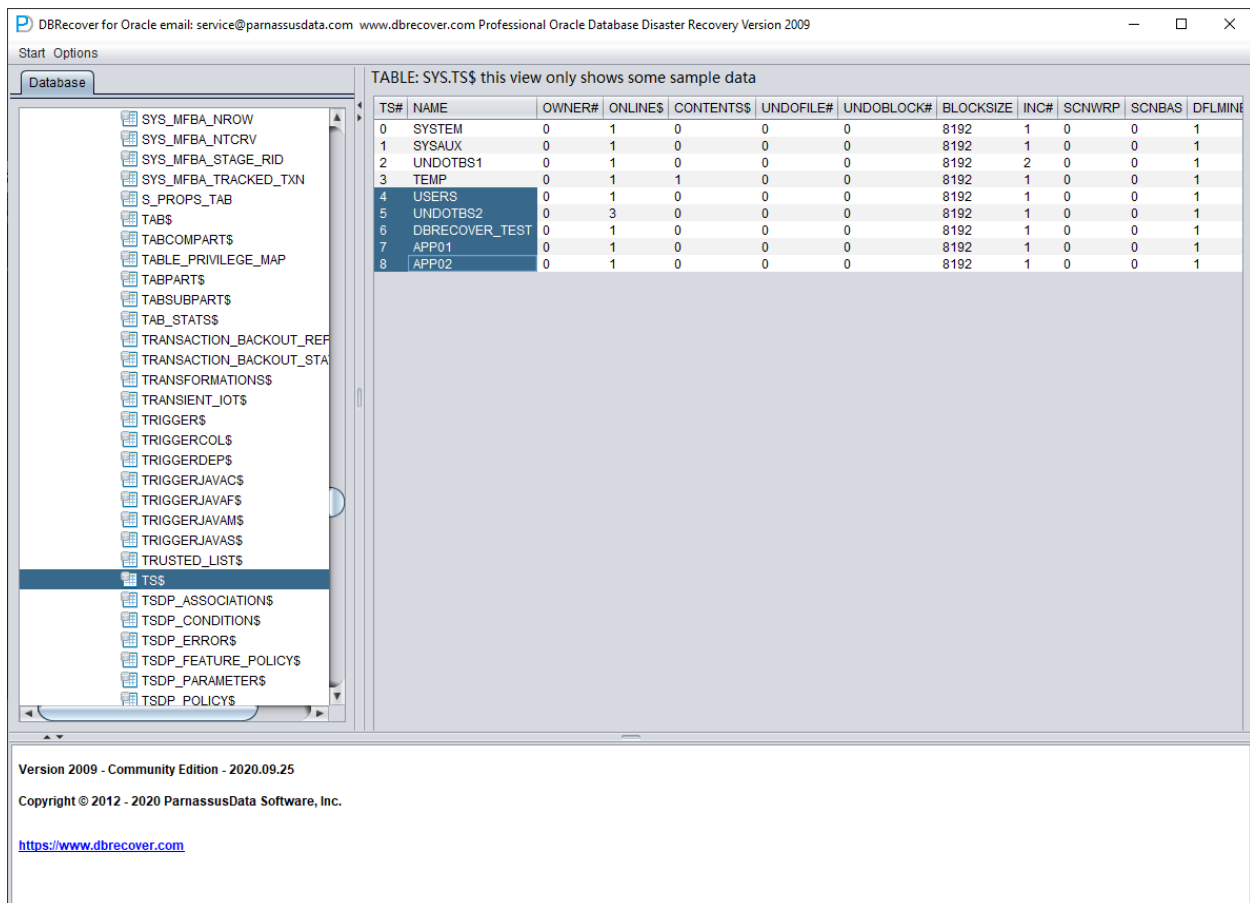 DBRecover for Oracle email: service@parnassusdata.com www.dbrecover.com Professional Oracle Database Disaster Recovery Version 2009
Start Options
Database
SYS_MFBA_NROW
SYS_MFBA_NTCRV
SYS_MFBA_STAGE_RID
SYS_MFBA_TRACKED_TXN
S_PROPS_TAB
TAB$
TABCOMPART$
TABLE_PRIVILEGE_MAP
TABPART$
TABSUBPART$
TAB_STATS$
TRANSACTION_BACKOUT_REP
TRANSACTION_BACKOUT_STA
TRANSFORMATIONS$
TRANSIENT_IOT$
TRIGGER$
TRIGGERCOL$
TRIGGERDEP$
TRIGGERJAVAC$
TRIGGERJAVAF$
TRIGGERJAVAM$
TRIGGERJAVAS$
TRUSTED_LIST$
TS$
TSDP_ASSOCIATION$
TSDP_CONDITION$
TSDP_ERROR$
TSDP_FEATURE_POLICY$
TSDP_PARAMETER$
TSDP_POLICY$
TABLE: SYS.TS$ this view only shows some sample data
TS# NAME OWNER# ONLINE$ CONTENTS$ UNDOFILE# UNDOBLOCK# BLOCKSIZE INC# SCNWRP SCNBAS DFLMINE
0 SYSTEM 0 1 0 0 0 8192 1 0 0 1
1 SYSAUX 0 1 0 0 0 8192 1 0 0 1
2 UNDOTBS1 0 1 0 0 0 8192 2 0 0 1
3 TEMP 0 1 1 0 0 8192 1 0 0 1
4 USERS 0 1 0 0 0 8192 1 0 0 1
5 UNDOTBS2 0 3 0 0 0 8192 1 0 0 1
6 DBRECOVER_TEST 0 1 0 0 0 8192 1 0 0 1
7 APP01 0 1 0 0 0 8192 1 0 0 1
8 APP02 0 1 0 0 0 8192 1 0 0 1
Version 2009 - Community Edition - 2020.09.25
Copyright © 2012 - 2020 ParnassusData Software, Inc.
https://www.dbrecover.com